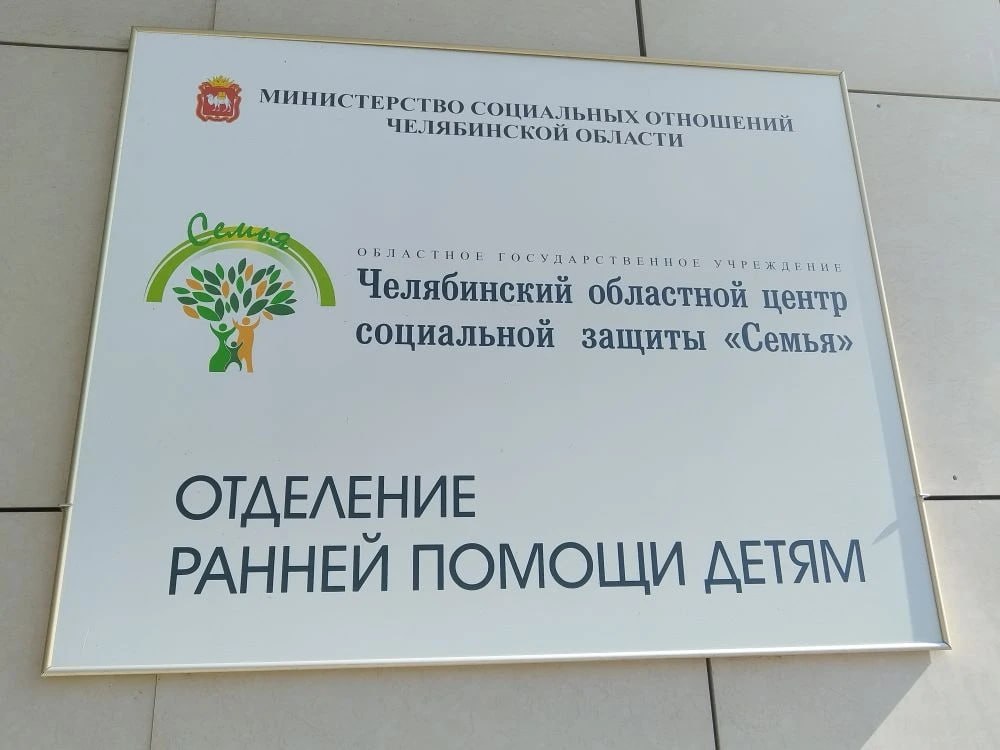 МИНИСТЕРСТВО СОЦИАЛЬНЫХ ОТНОШЕНИЙ
ЧЕЛЯБИНСКОЙ ОБЛАСТИ
Семья
ОБЛАСТНОЕ ГОСУДАРСТВЕННОЕ УЧРЕЖДЕНИЕ
Челябинский областной центр
социальной защиты «Семья»
ОТДЕЛЕНИЕ
РАННЕЙ ПОМОЩИ ДЕТЯМ